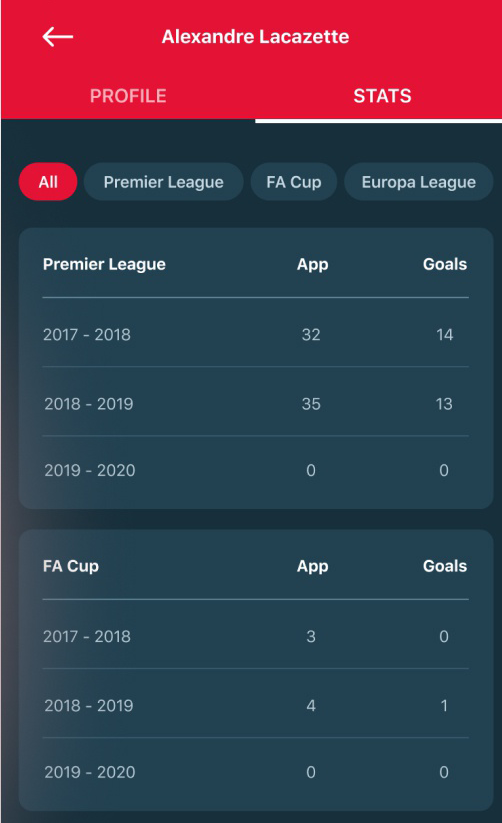 Alexandre Lacazette
PROFILE STATS
All Premier League FA Cup Europa League
Premier League App Goals
2017 - 2018 32 14
2018 - 2019 35 13
2019 - 2020 0 0
FA Cup App Goals
2017 - 2018 3 0
2018 - 2019 4 1
2019 - 2020 0 0